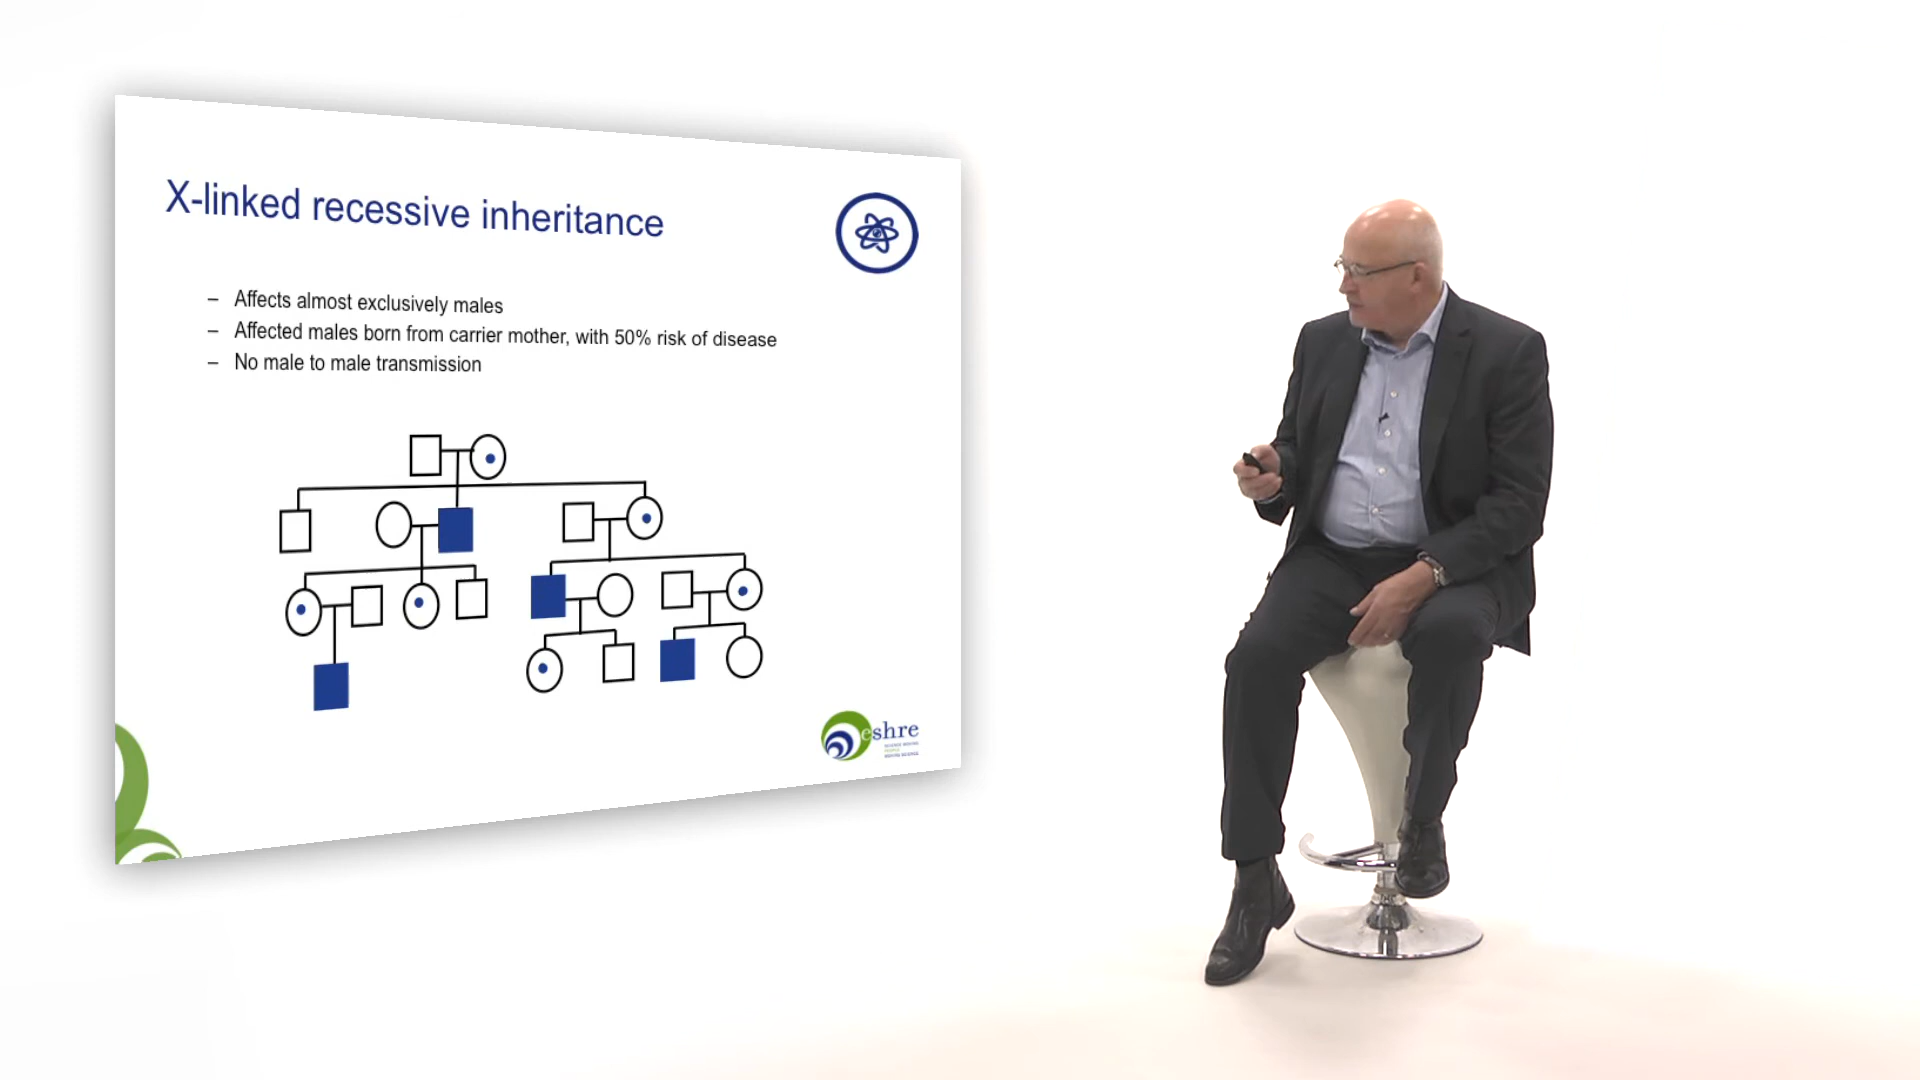 X-linked recessive inheritance
– Affects almost exclusively males
– Affected males born from carrier mother, with 50% risk of disease
– No male to male transmission
eshre